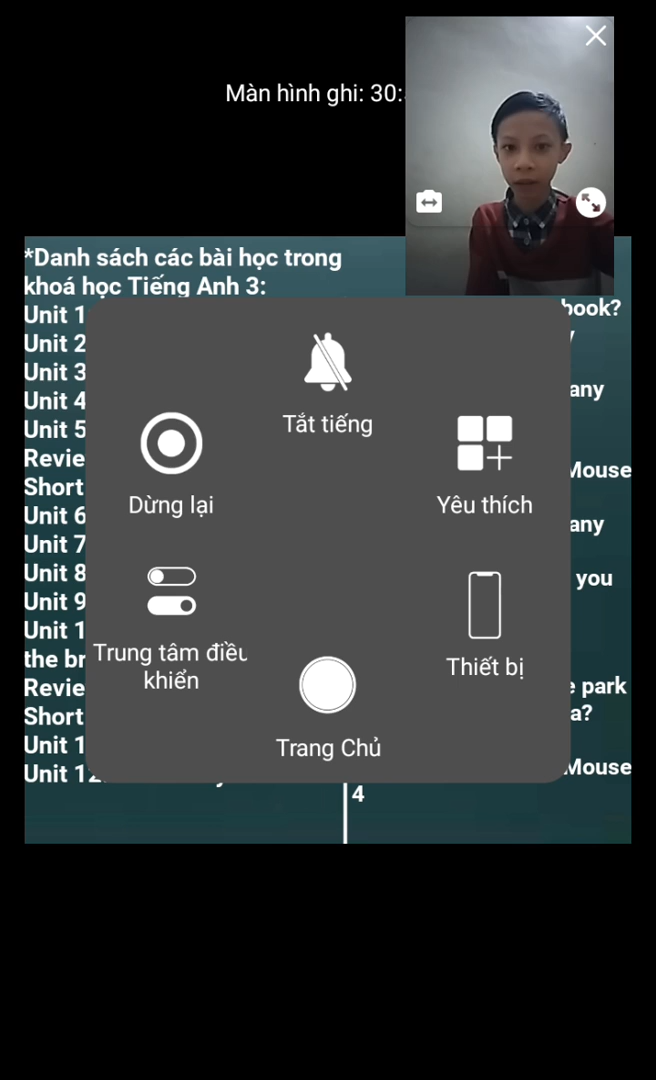 Màn hình ghi: 30:
*Danh sách các bài học trong
khoá học Tiếng Anh 3:
Unit 1
Unit 2
Unit 3
Unit 4
Unit 5
Revie
Short
Unit 6
Unit 7
Unit 8
Unit 9
Unit 1
the br
Revie
Short
Unit 1
Unit 12
book?
any
Mouse
any
you
park
a?
Mouse
4
Tắt tiếng
Dừng lại
Yêu thích
Trung tâm điều
khiển
Thiết bị
Trang Chủ